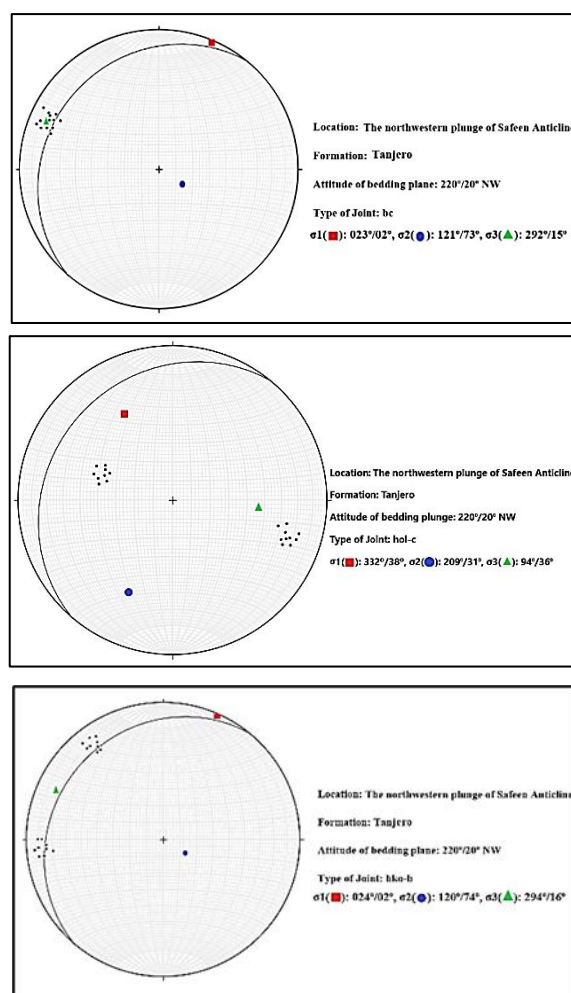 Location: The northwestern plunge of Safeen Anticline
Formation: Tanjero
Attitude of bedding plane: 220°/20° NW
Type of Joint: bc
σ1(■): 023°/02°, σ2(●): 121°/73°, σ3(▲): 292°/15°
Location: The northwestern plunge of Safeen Anticline
Formation: Tanjero
Attitude of bedding plunge: 220°/20° NW
Type of Joint: hol-c
σ1(■): 332°/38°, σ2(●): 209°/31°, σ3(▲): 94°/36°
Location: The northwestern plunge of Safeen Anticline
Formation: Tanjero
Attitude of bedding plane: 220°/20° NW
Type of Joint: hko-b
σ1(■): 024°/02°, σ2(●): 120°/74°, σ3(▲): 294°/16°